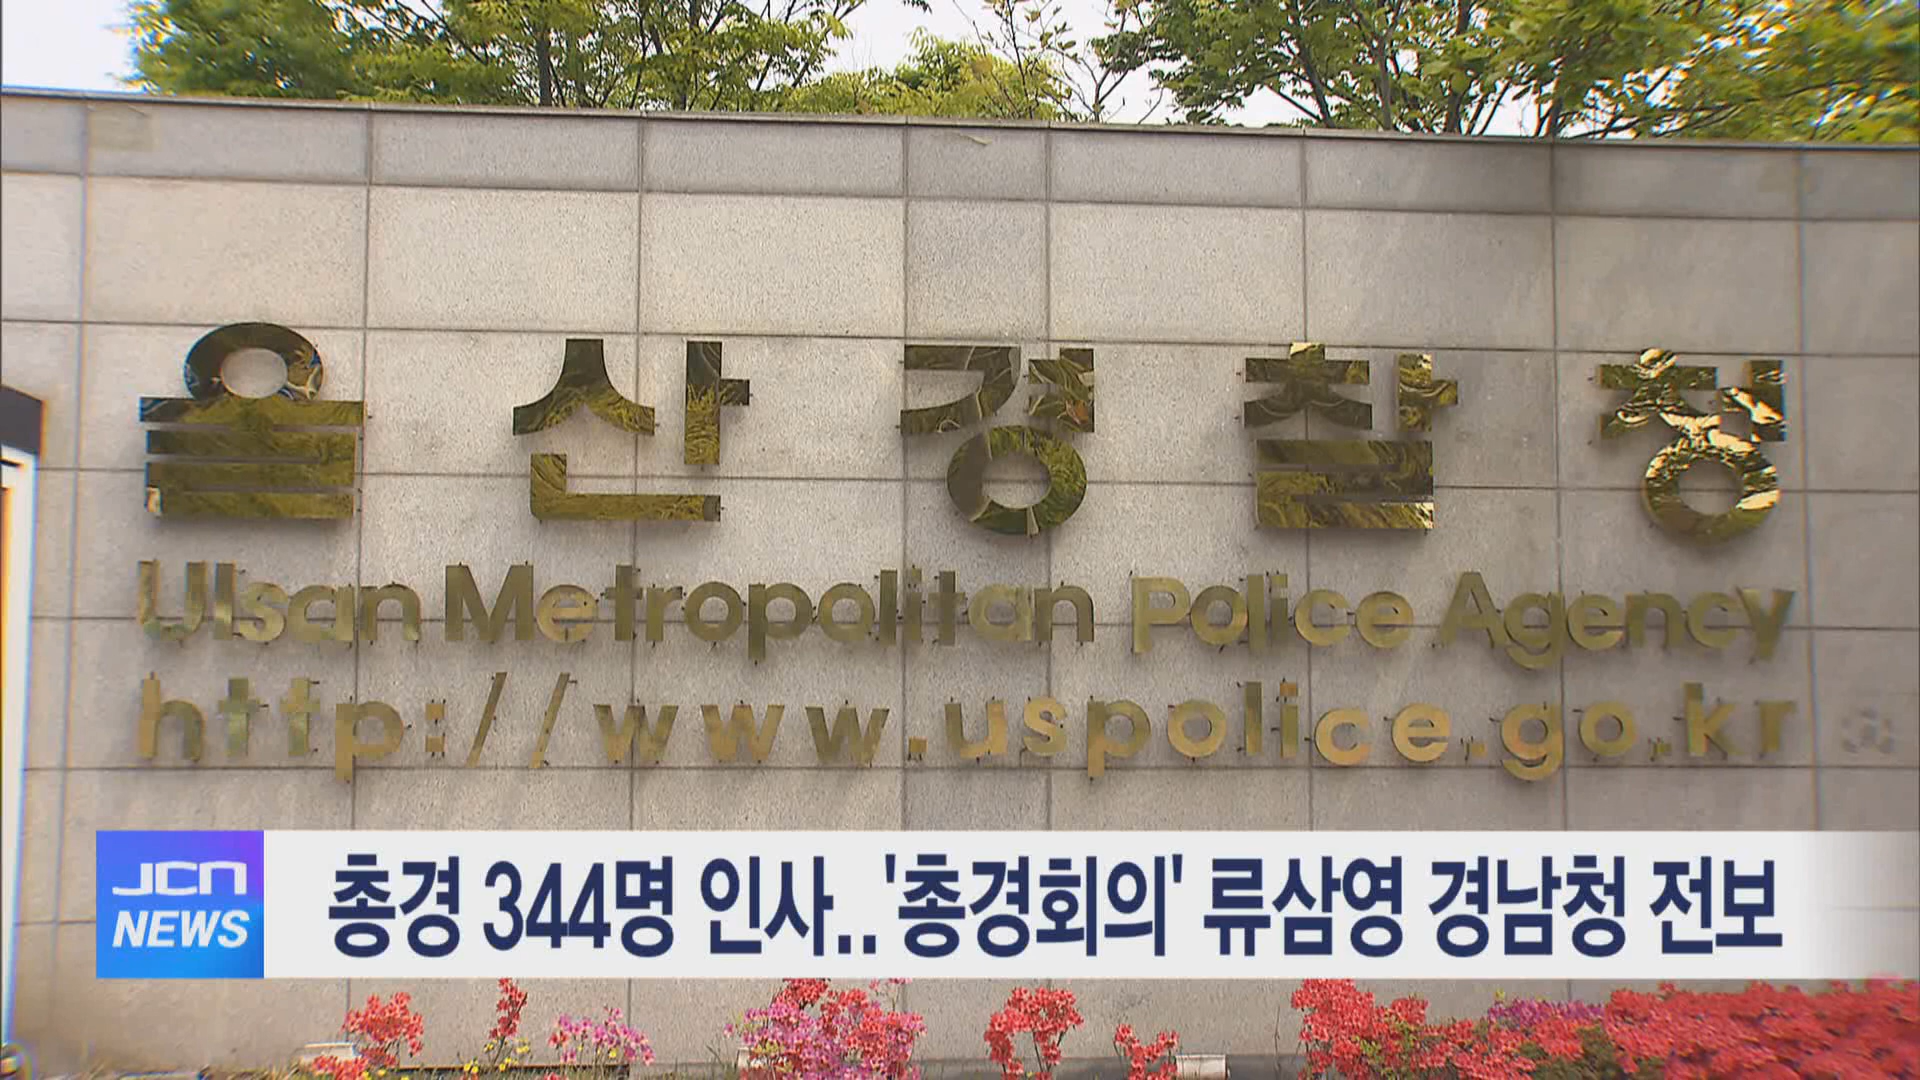 울산경찰청
Ulsan Metropolitan Police Agency
http://www.uspolice.go.kr
JCN
NEWS
총경 344명 인사..'총경회의' 류삼영 경남청 전보